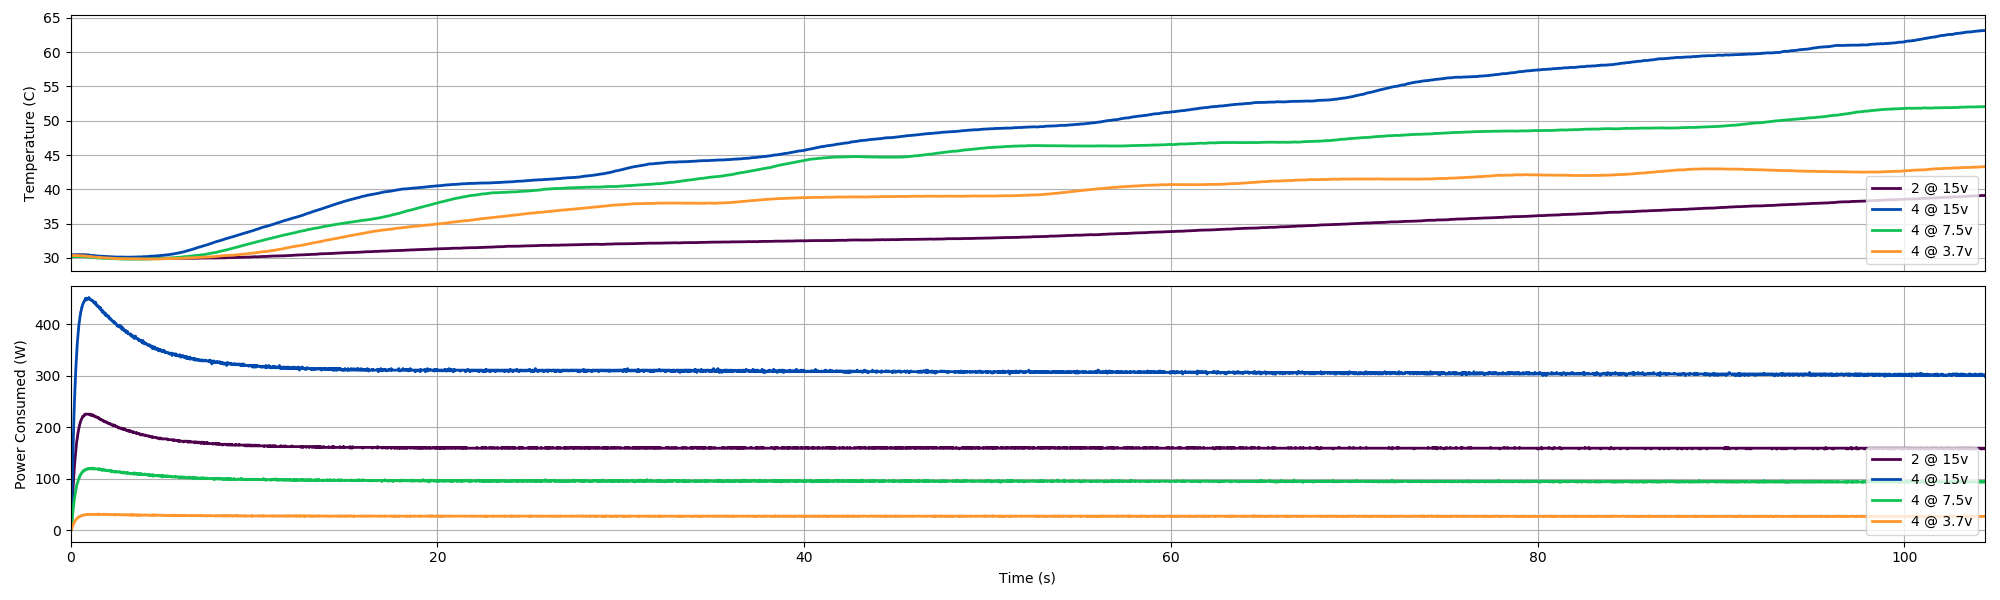 Temperature (C)
65
60
55
50
45
40
35
30
2 @ 15v
4 @ 15v
4 @ 7.5v
4 @ 3.7v
Power Consumed (W)
400
300
200
100
0
2 @ 15v
4 @ 15v
4 @ 7.5v
4 @ 3.7v
0 20 40 60 80 100
Time (s)